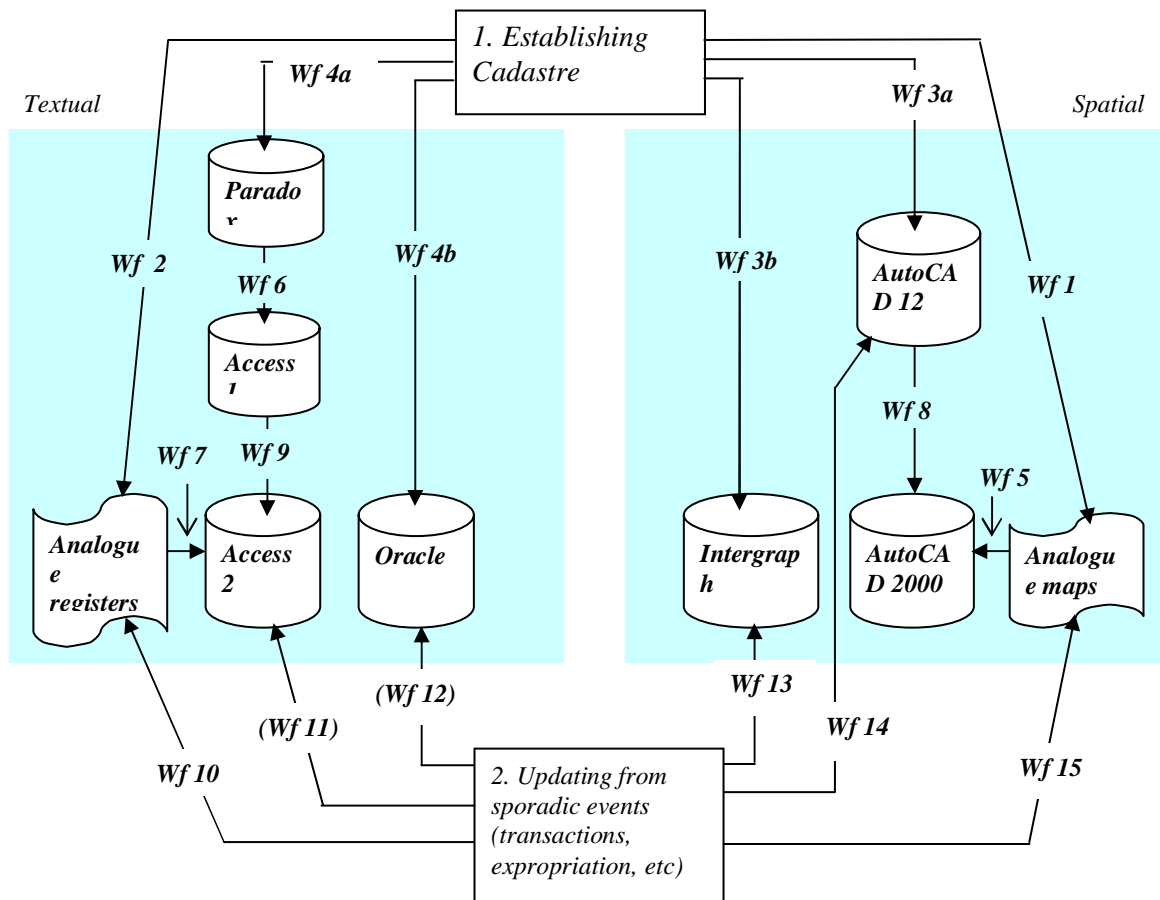 1. Establishing
Cadastre
Wf 4a
Wf 3a
Textual
Spatial
Parado
x
Wf 2
Wf 4b
Wf 3b
AutoCA
D 12
Wf 1
Wf 6
Access
1
Wf 8
Wf 7
Wf 9
Wf 5
Analogu
e
registers
Access
2
Oracle
Intergrap
h
AutoCA
D 2000
Analogu
e maps
(Wf 12)
Wf 13
(Wf 11)
Wf 14
Wf 10
Wf 15
2. Updating from
sporadic events
(transactions,
expropriation, etc)